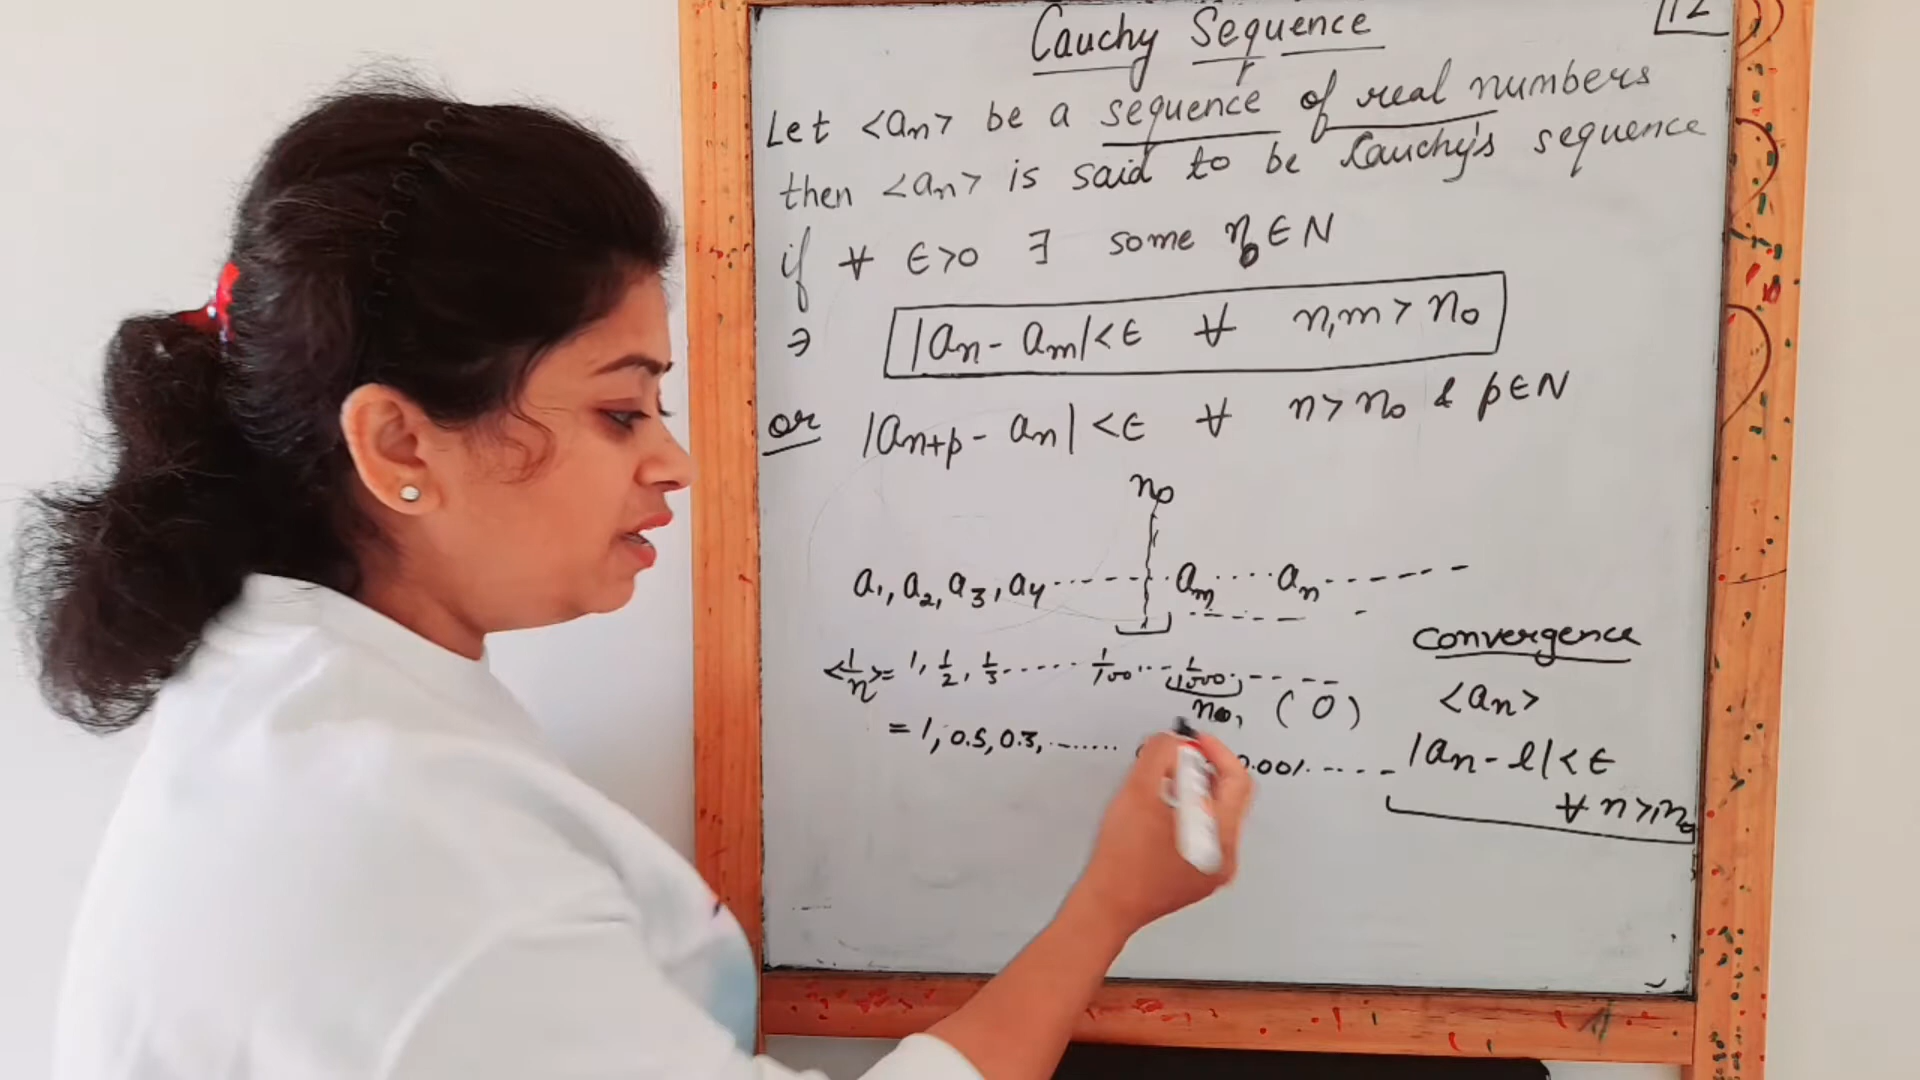 Cauchy Sequence
12
Let <an> be a sequence of real numbers
then <an> is said to be Cauchy's sequence
if ∀ ε>0 ∃ some n₀∈N
∋ |an - am|<ε ∀ n,m > n₀
or |an+p - an| <ε ∀ n> n₀ & p∈N
n₀
a₁, a₂, a₃, a₄ ------- am ---- an -------
<1/n> = 1, 1/2, 1/3 ----- 1/100 --- 1/1000 -----
n₀, (0)
= 1, 0.5, 0.3, ------ 0.001 -----
Convergence
<an>
|an - l|<ε
∀ n≥n₀